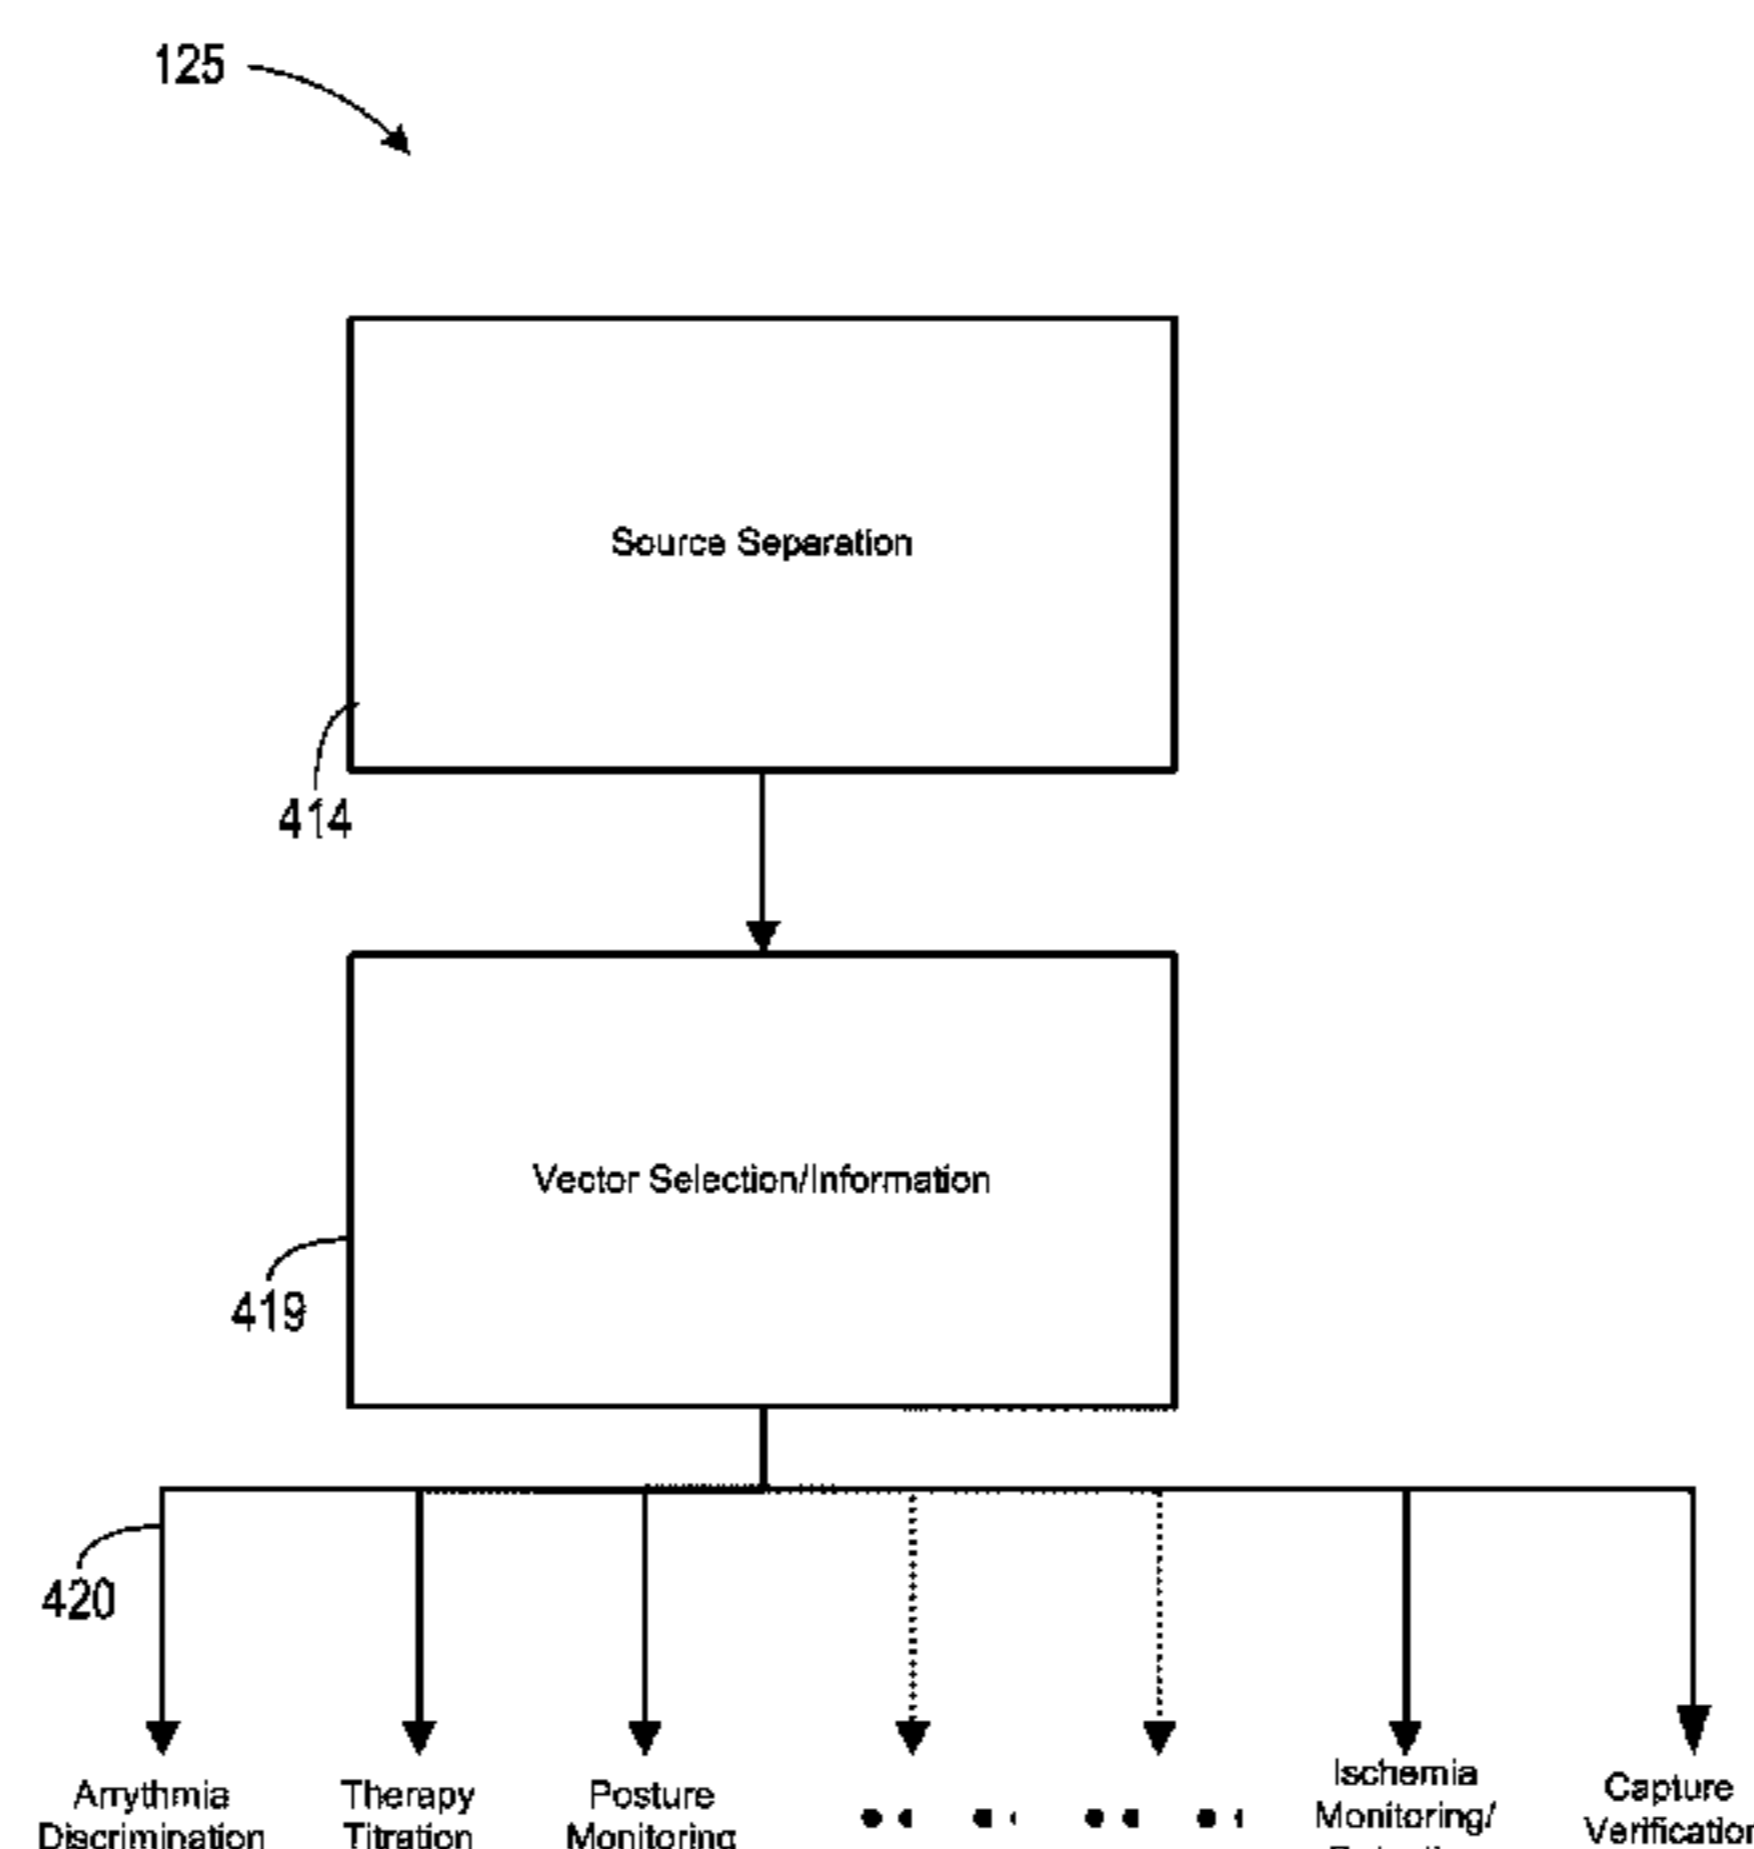 125
Source Separation
414
Vector Selection/Information
419
420
Arrythmia
Discrimination
Therapy
Titration
Posture
Monitoring
Ischemia
Monitoring/
Capture
Verification